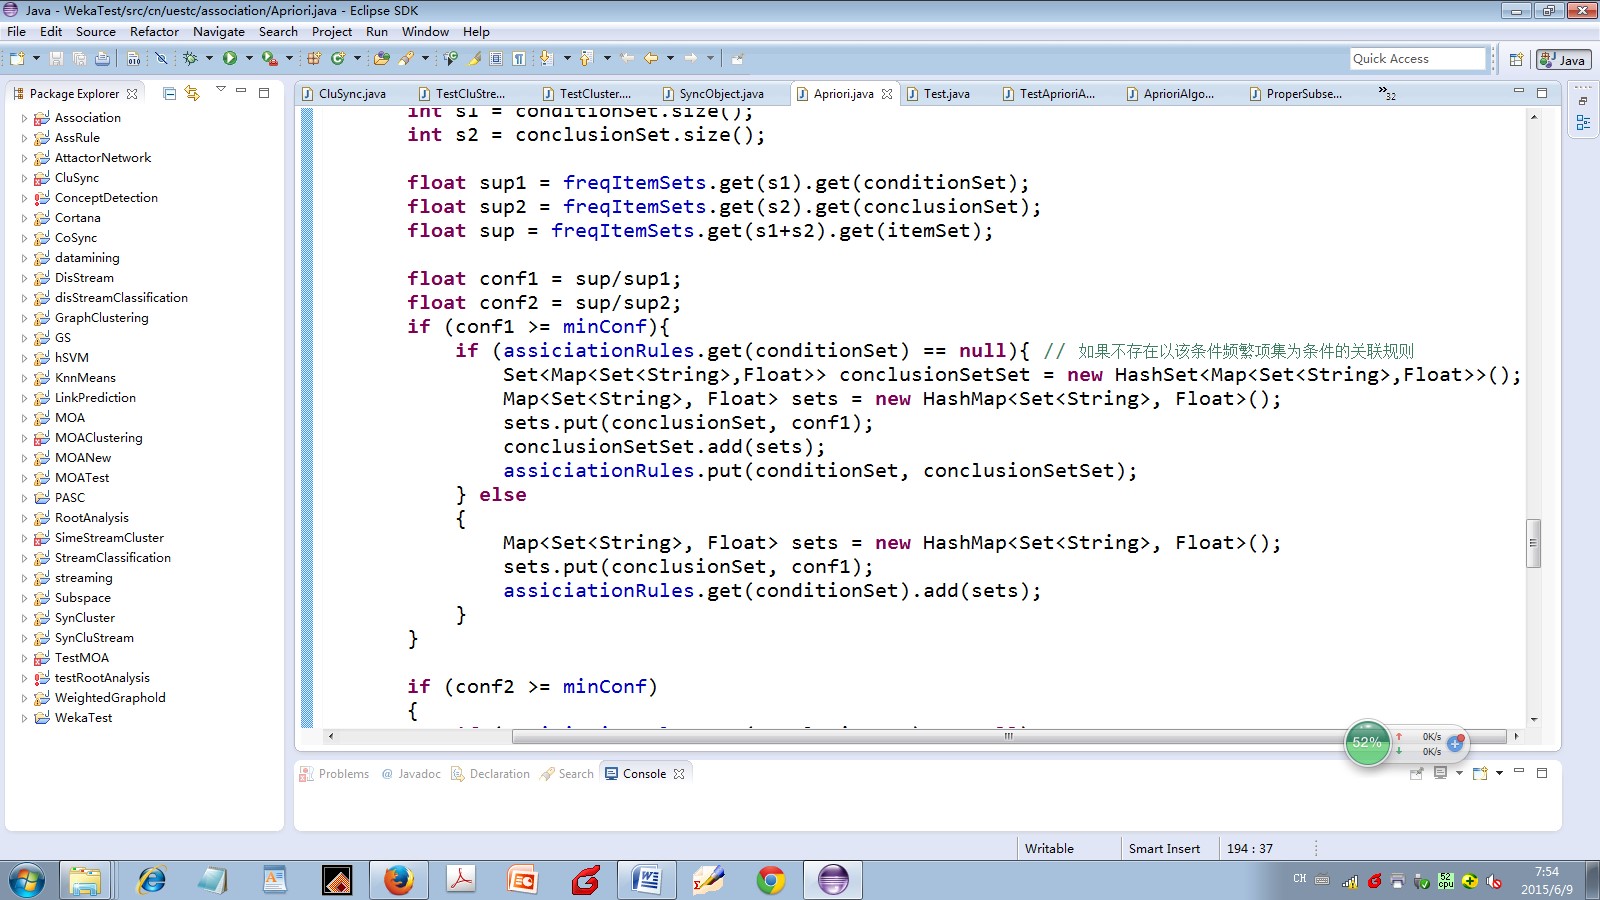 Java - WekaTest/src/cn/uestc/association/Apriori.java - Eclipse SDK
File Edit Source Refactor Navigate Search Project Run Window Help
Quick Access
Java
Package Explorer
CluSync.java TestCluStre... TestCluster.... SyncObject.java Apriori.java Test.java TestAprioriA... AprioriAlgo... ProperSubse... »32
Association
AssRule
AttactorNetwork
CluSync
ConceptDetection
Cortana
CoSync
datamining
DisStream
disStreamClassification
GraphClustering
GS
hSVM
KnnMeans
LinkPrediction
MOA
MOAClustering
MOANew
MOATest
PASC
RootAnalysis
SimeStreamCluster
StreamClassification
streaming
Subspace
SynCluster
SynCluStream
TestMOA
testRootAnalysis
WeightedGraphold
WekaTest
int s1 = conditionSet.size();
int s2 = conclusionSet.size();
float sup1 = freqItemSets.get(s1).get(conditionSet);
float sup2 = freqItemSets.get(s2).get(conclusionSet);
float sup = freqItemSets.get(s1+s2).get(itemSet);
float conf1 = sup/sup1;
float conf2 = sup/sup2;
if (conf1 >= minConf){
if (assiciationRules.get(conditionSet) == null){ // 如果不存在以该条件频繁项集为条件的关联规则
Set<Map<Set<String>,Float>> conclusionSetSet = new HashSet<Map<Set<String>,Float>>();
Map<Set<String>, Float> sets = new HashMap<Set<String>, Float>();
sets.put(conclusionSet, conf1);
conclusionSetSet.add(sets);
assiciationRules.put(conditionSet, conclusionSetSet);
} else
{
Map<Set<String>, Float> sets = new HashMap<Set<String>, Float>();
sets.put(conclusionSet, conf1);
assiciationRules.get(conditionSet).add(sets);
}
}
if (conf2 >= minConf)
{
52%
0K/s
0K/s
Problems @ Javadoc Declaration Search Console
Writable Smart Insert 194 : 37
CH
52
cpu
7:54
2015/6/9